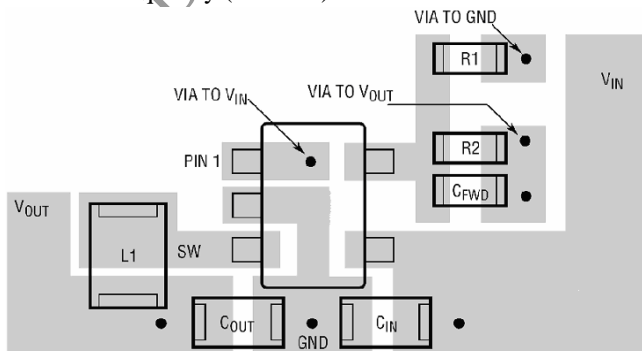 VIA TO GND
R1
VIN
VIA TO VIN
VIA TO VOUT
PIN 1
R2
CFWD
VOUT
L1
SW
COUT
GND
CIN